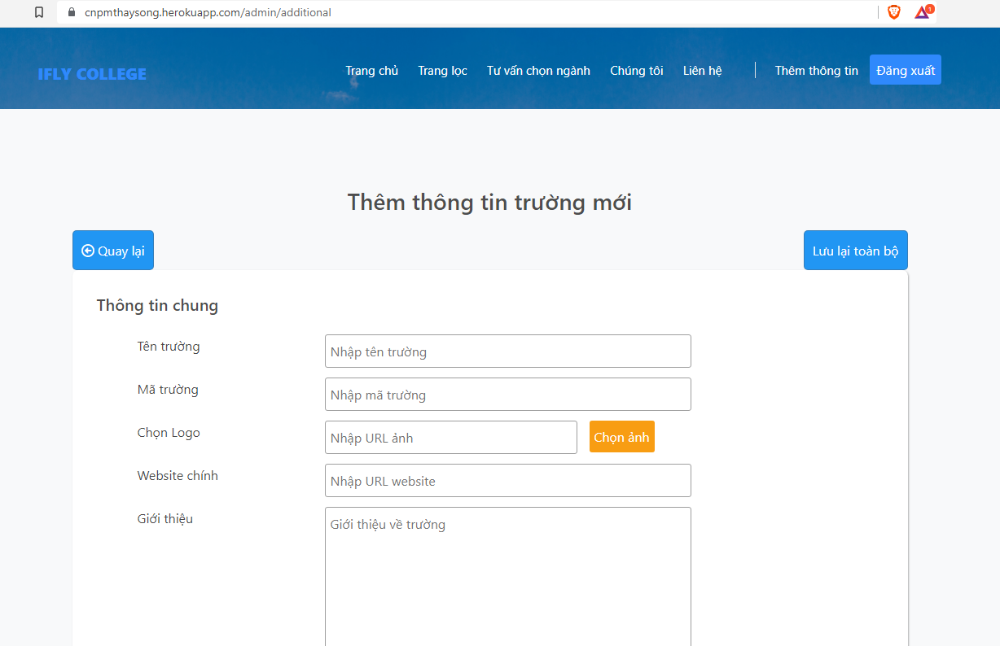 cnpmthaysong.herokuapp.com/admin/additional
1
IFLY COLLEGE
Trang chủ
Trang lọc
Tư vấn chọn ngành
Chúng tôi
Liên hệ
Thêm thông tin
Đăng xuất
Thêm thông tin trường mới
Quay lại
Lưu lại toàn bộ
Thông tin chung
Tên trường
Nhập tên trường
Mã trường
Nhập mã trường
Chọn Logo
Nhập URL ảnh
Chọn ảnh
Website chính
Nhập URL website
Giới thiệu
Giới thiệu về trường